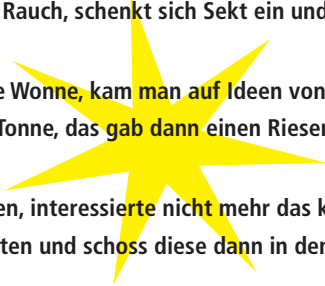 Rauch, schenkt sich Sekt ein und
e Wonne, kam man auf Ideen von
Tonne, das gab dann einen Riesen
en, interessierte nicht mehr das k
ten und schoss diese dann in den